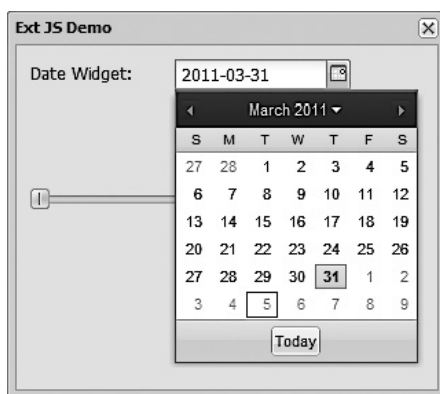 Ext JS Demo
Date Widget: 2011-03-31
March 2011
S M T W T F S
27 28 1 2 3 4 5
6 7 8 9 10 11 12
13 14 15 16 17 18 19
20 21 22 23 24 25 26
27 28 29 30 31 1 2
3 4 5 6 7 8 9
Today